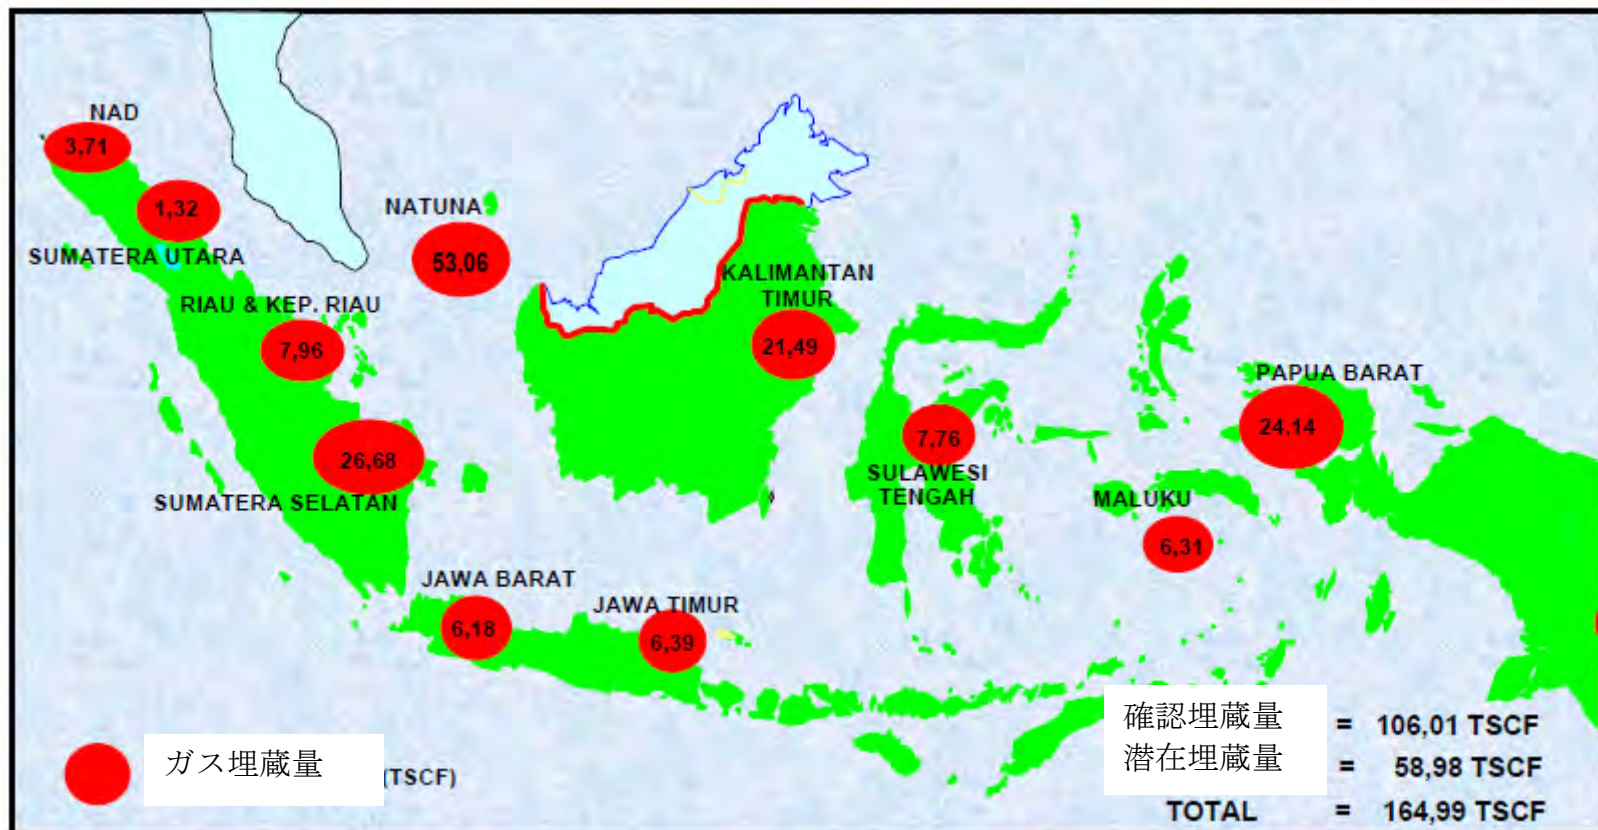 NAD
3,71
1,32
SUMATERA UTARA
NATUNA
53,06
RIAU & KEP. RIAU
7,96
KALIMANTAN
TIMUR
21,49
PAPUA BARAT
24,14
26,68
SUMATERA SELATAN
7,76
SULAWESI
TENGAH
MALUKU
6,31
JAWA BARAT
6,18
JAWA TIMUR
6,39
ガス埋蔵量 (TSCF)
確認埋蔵量 = 106,01 TSCF
潜在埋蔵量 = 58,98 TSCF
TOTAL = 164,99 TSCF